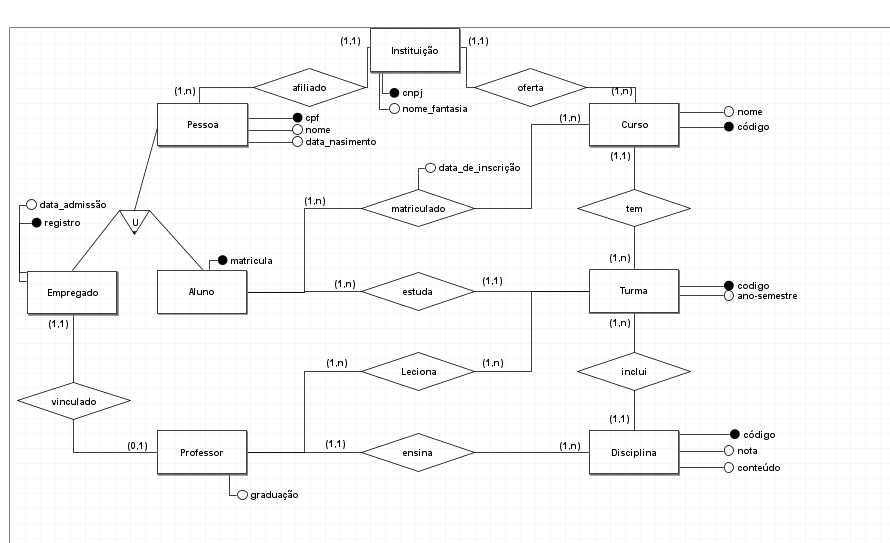 (1,1)
Instituição
(1,1)
afiliado
oferta
(1,n)
cnpj
nome_fantasia
(1,n)
Pessoa
cpf
nome
data_nasimento
(1,n)
Curso
nome
código
(1,1)
data_de_inscrição
(1,n)
matriculado
tem
data_admissão
registro
U
matricula
(1,n)
Empregado
Aluno
(1,n)
estuda
(1,1)
Turma
codigo
ano-semestre
(1,1)
(1,n)
(1,n)
Leciona
(1,n)
inclui
vinculado
(1,1)
(0,1)
Professor
(1,1)
ensina
(1,n)
Disciplina
código
nota
conteúdo
graduação